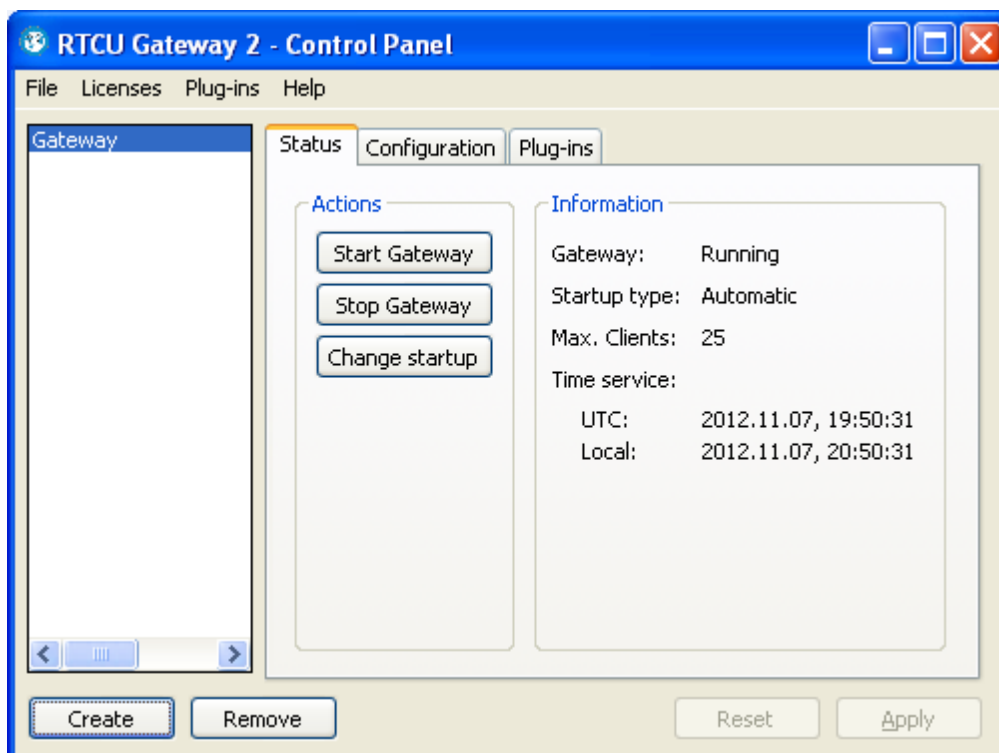 RTCU Gateway 2 - Control Panel
File Licenses Plug-ins Help
Gateway
Status Configuration Plug-ins
Actions
Start Gateway
Stop Gateway
Change startup
Information
Gateway: Running
Startup type: Automatic
Max. Clients: 25
Time service:
UTC: 2012.11.07, 19:50:31
Local: 2012.11.07, 20:50:31
Create Remove Reset Apply